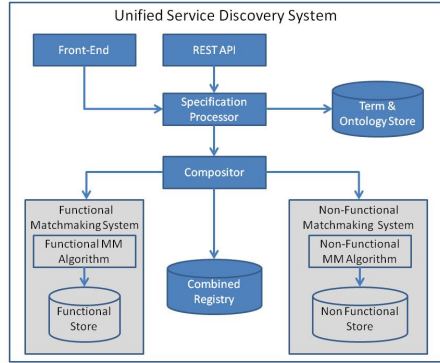 Unified Service Discovery System
Front-End
REST API
Specification
Processor
Term &
Ontology Store
Compositor
Functional
Matchmaking System
Functional MM
Algorithm
Functional
Store
Combined
Registry
Non-Functional
Matchmaking System
Non-Functional
MM Algorithm
Non Functional
Store